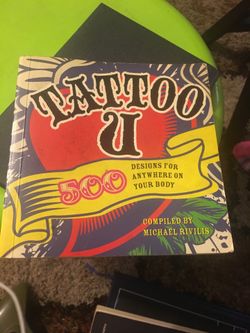 TATTOO
U
500
DESIGNS FOR
ANYWHERE ON
YOUR BODY
COMPILED BY
MICHAEL RIVILIS